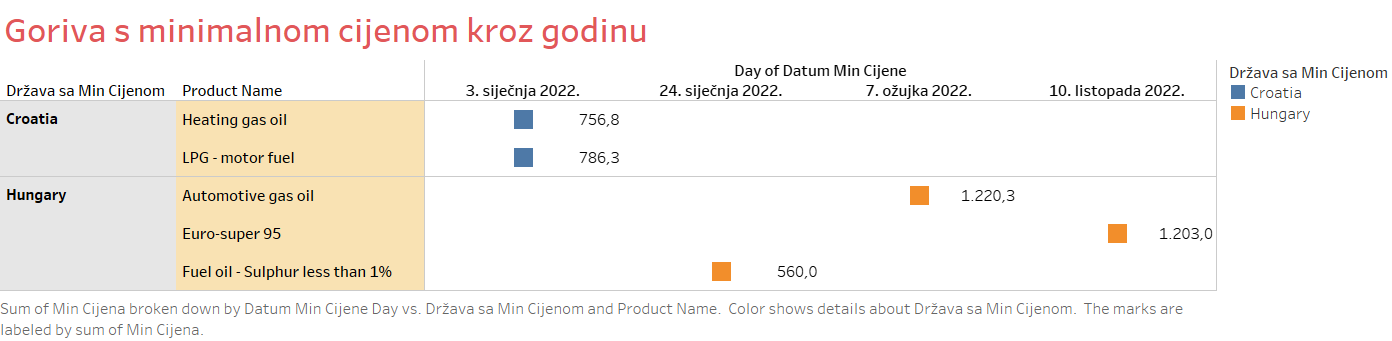 Goriva s minimalnom cijenom kroz godinu
Day of Datum Min Cijene
Država sa Min Cijenom Product Name 3. siječnja 2022. 24. siječnja 2022. 7. ožujka 2022. 10. listopada 2022.
Croatia Heating gas oil 756,8
LPG - motor fuel 786,3
Hungary Automotive gas oil 1.220,3
Euro-super 95 1.203,0
Fuel oil - Sulphur less than 1% 560,0
Država sa Min Cijenom
Croatia
Hungary
Sum of Min Cijena broken down by Datum Min Cijene Day vs. Država sa Min Cijenom and Product Name.  Color shows details about Država sa Min Cijenom.  The marks are
labeled by sum of Min Cijena.